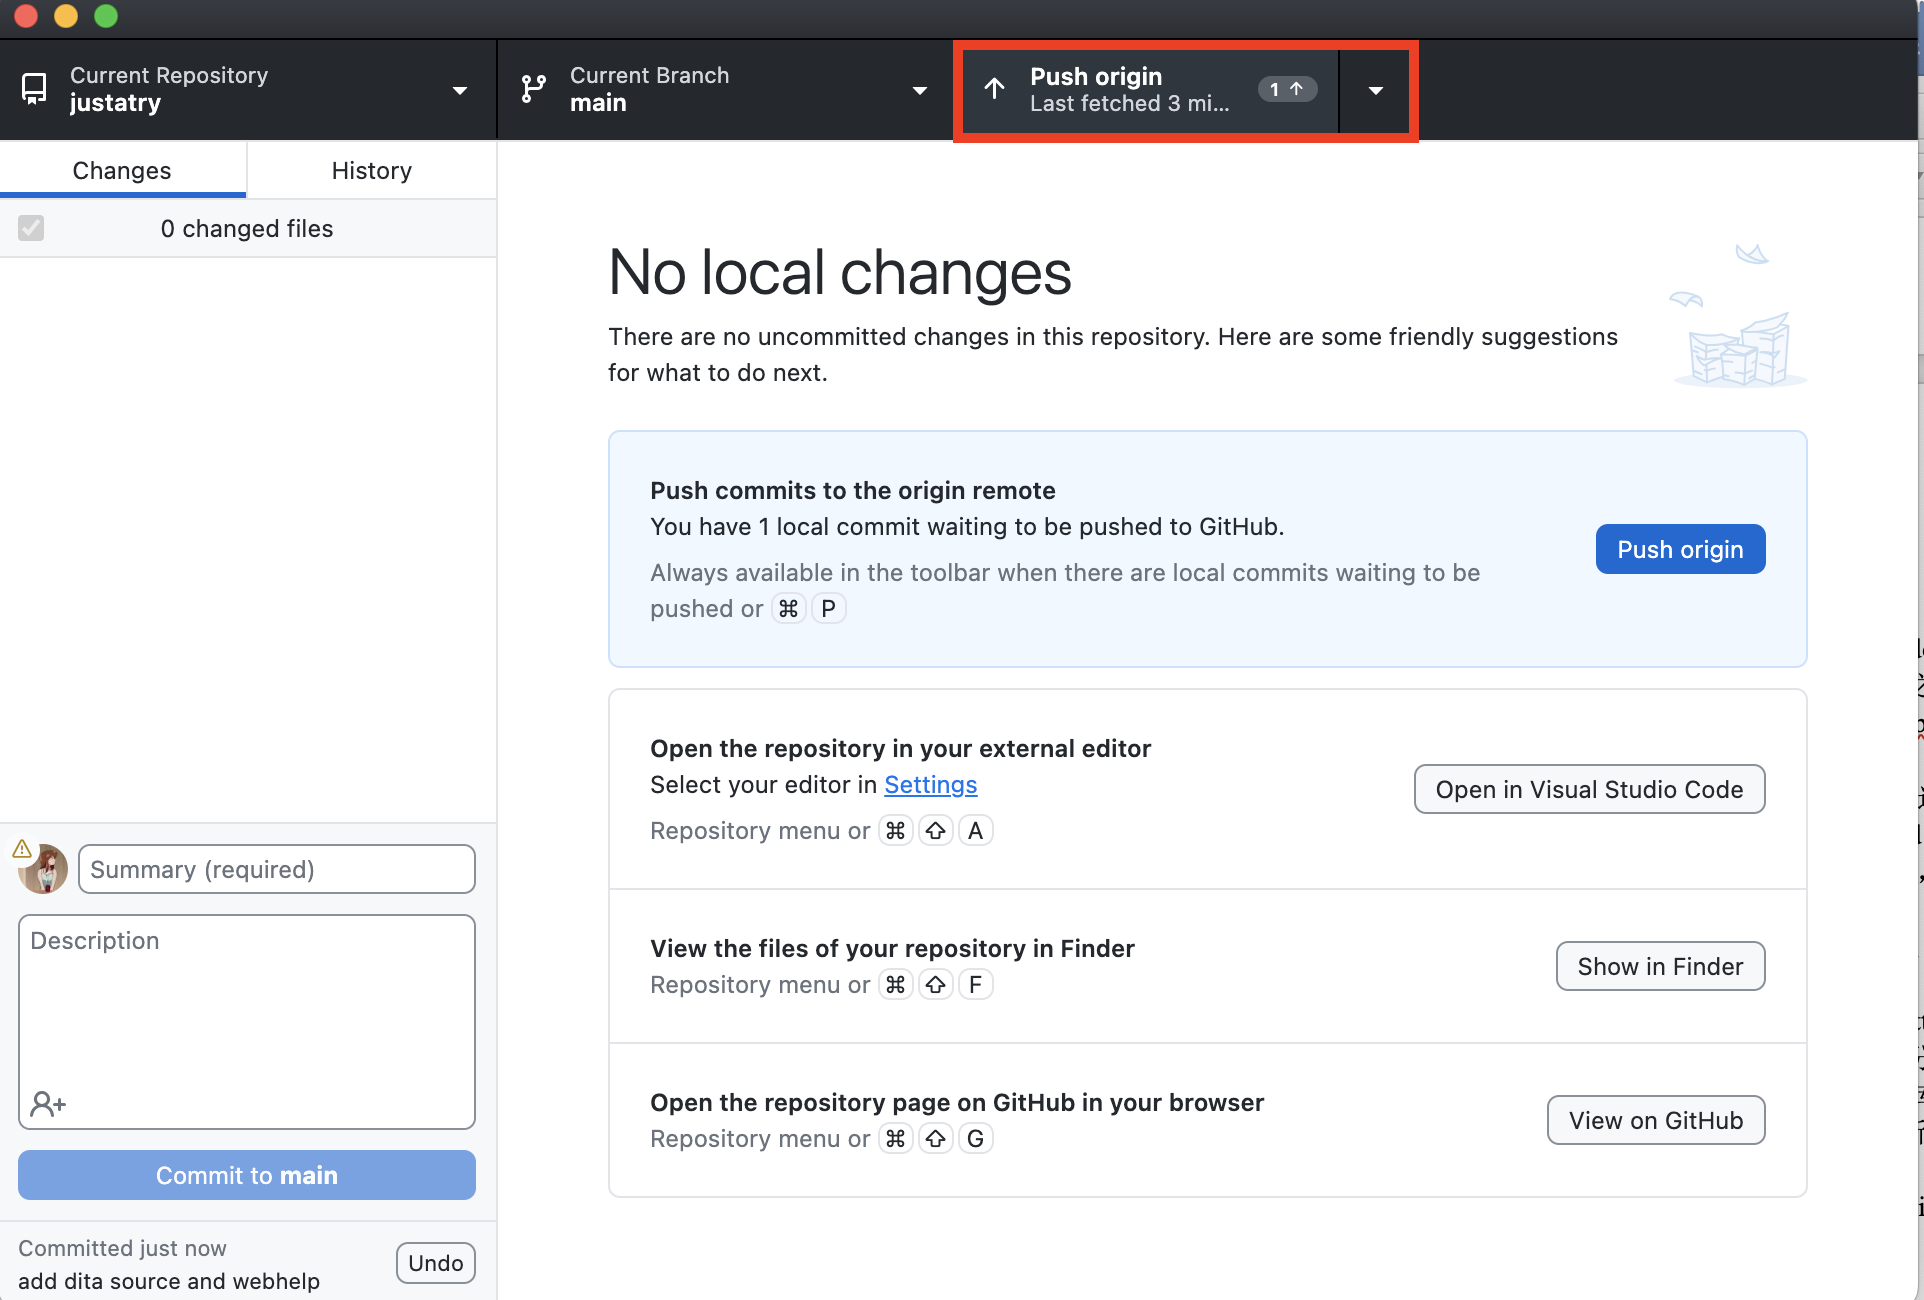 Current Repository
justatry
Current Branch
main
Push origin
Last fetched 3 mi...
1
Changes
History
0 changed files
No local changes
There are no uncommitted changes in this repository. Here are some friendly suggestions
for what to do next.
Push commits to the origin remote
You have 1 local commit waiting to be pushed to GitHub.
Always available in the toolbar when there are local commits waiting to be
pushed or ⌘ P
Push origin
Open the repository in your external editor
Select your editor in Settings
Repository menu or ⌘ ⇧ A
Open in Visual Studio Code
View the files of your repository in Finder
Repository menu or ⌘ ⇧ F
Show in Finder
Open the repository page on GitHub in your browser
Repository menu or ⌘ ⇧ G
View on GitHub
Summary (required)
Description
Commit to main
Committed just now
add dita source and webhelp
Undo